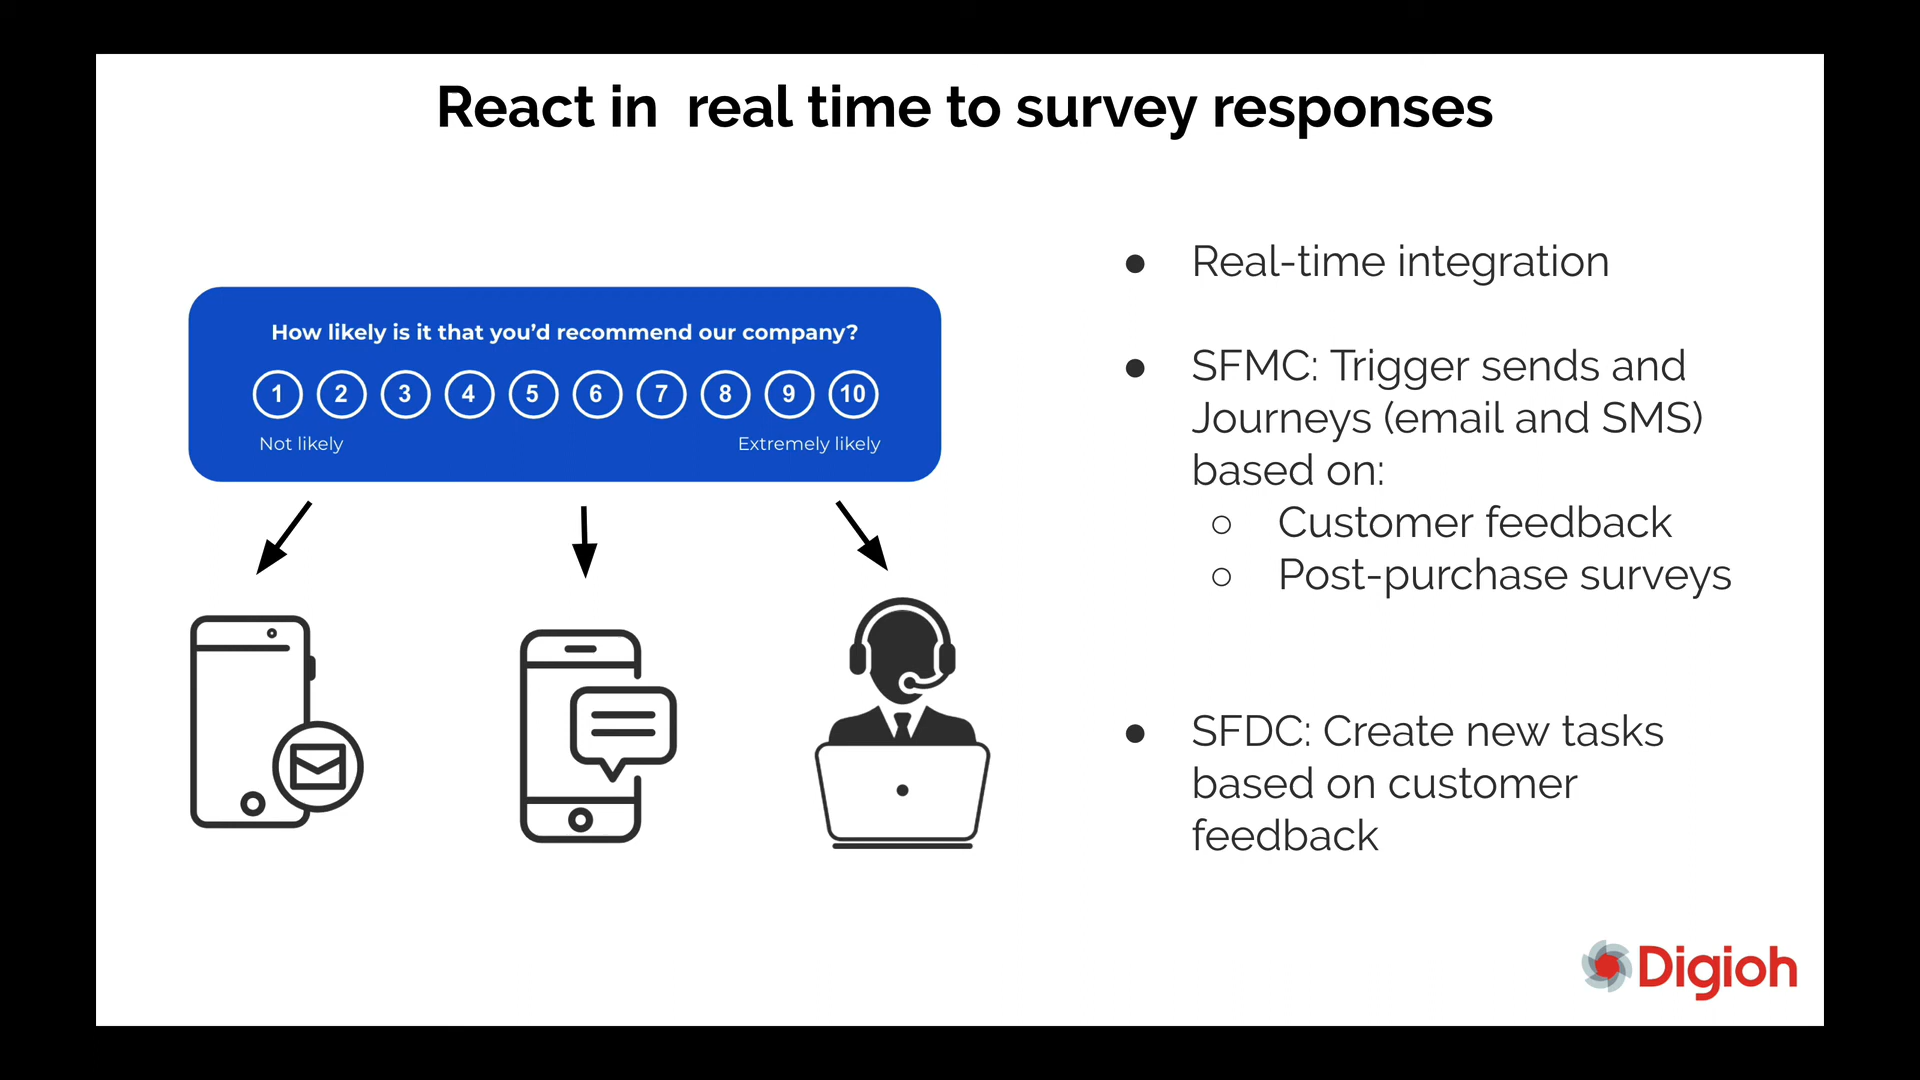 React in  real time to survey responses
How likely is it that you’d recommend our company?
1 2 3 4 5 6 7 8 9 10
Not likely Extremely likely
● Real-time integration
● SFMC: Trigger sends and
Journeys (email and SMS)
based on:
○ Customer feedback
○ Post-purchase surveys
● SFDC: Create new tasks
based on customer
feedback
Digioh